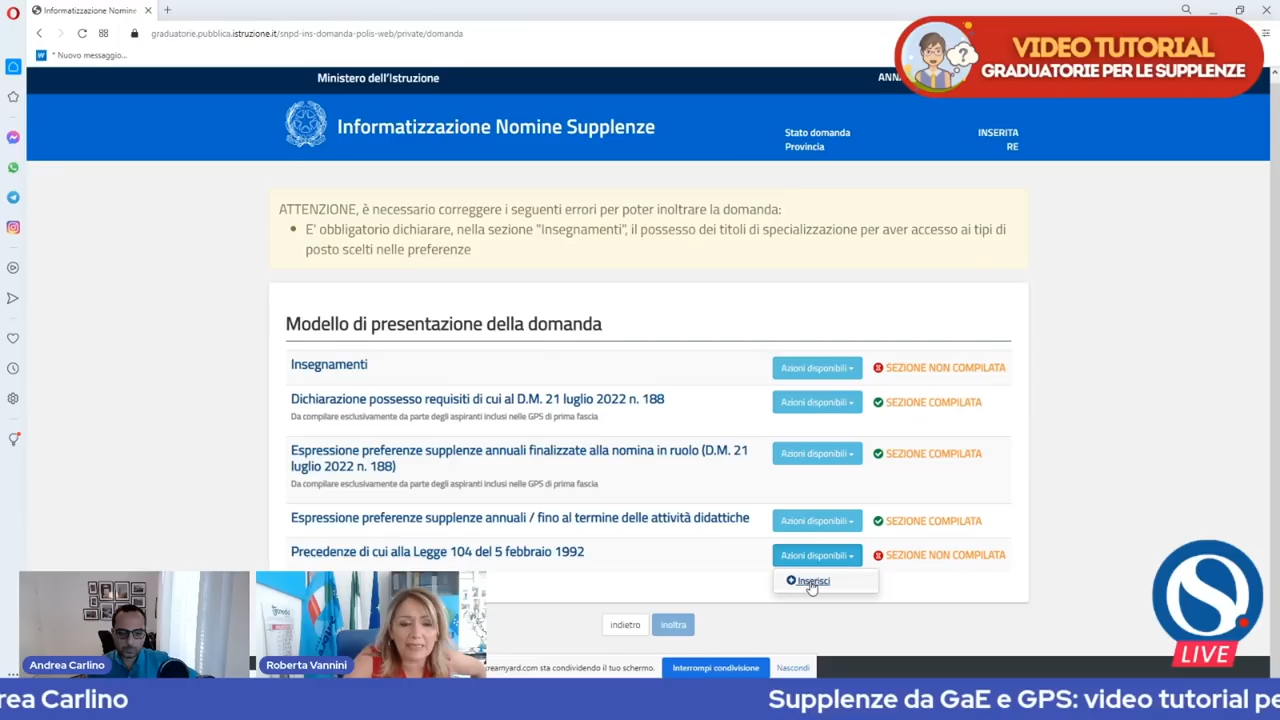 Informatizzazione Nomine
graduatorie.pubblica.istruzione.it/snpd-ins-domanda-polis-web/private/domanda
* Nuovo messaggio...
VIDEO TUTORIAL
GRADUATORIE PER LE SUPPLENZE
Ministero dell'Istruzione
Informatizzazione Nomine Supplenze
Stato domanda INSERITA
Provincia RE
ATTENZIONE, è necessario correggere i seguenti errori per poter inoltrare la domanda:
E' obbligatorio dichiarare, nella sezione "Insegnamenti", il possesso dei titoli di specializzazione per aver accesso ai tipi di
posto scelti nelle preferenze
Modello di presentazione della domanda
Insegnamenti Azioni disponibili SEZIONE NON COMPILATA
Dichiarazione possesso requisiti di cui al D.M. 21 luglio 2022 n. 188 Azioni disponibili SEZIONE COMPILATA
Da compilare esclusivamente da parte degli aspiranti inclusi nelle GPS di prima fascia
Espressione preferenze supplenze annuali finalizzate alla nomina in ruolo (D.M. 21 Azioni disponibili SEZIONE COMPILATA
luglio 2022 n. 188)
Da compilare esclusivamente da parte degli aspiranti inclusi nelle GPS di prima fascia
Espressione preferenze supplenze annuali / fino al termine delle attività didattiche Azioni disponibili SEZIONE COMPILATA
Precedenze di cui alla Legge 104 del 5 febbraio 1992 Azioni disponibili SEZIONE NON COMPILATA
Inserisci
indietro inoltra
S
LIVE
Andrea Carlino
Roberta Vannini
reamyard.com sta condividendo il tuo schermo. Interrompi condivisione Nascondi
rea Carlino Supplenze da GaE e GPS: video tutorial pe